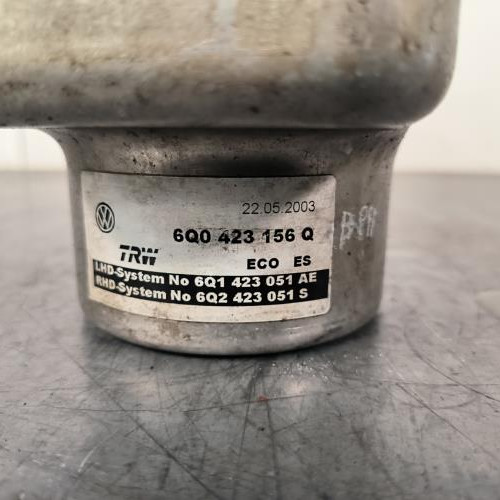 22.05.2003
6Q0 423 156 Q
TRW ECO ES
LHD-System No 6Q1 423 051 AE
RHD-System No 6Q2 423 051 S